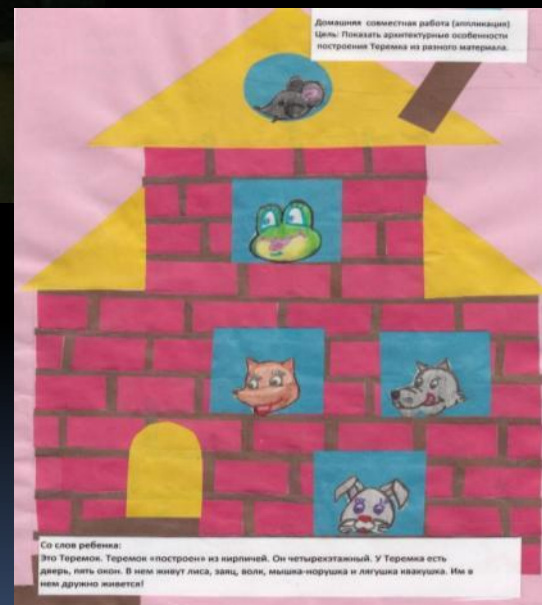 Домашняя совместная работа (аппликация)
Цель: Показать архитектурные особенности
построения Теремка из разного материала.
Со слов ребенка:
Это Теремок. Теремок «построен» из кирпичей. Он четырехэтажный. У Теремка есть
дверь, пять окон. В нем живут лиса, заяц, волк, мышка-норушка и лягушка квакушка. Им в
нем дружно живется!